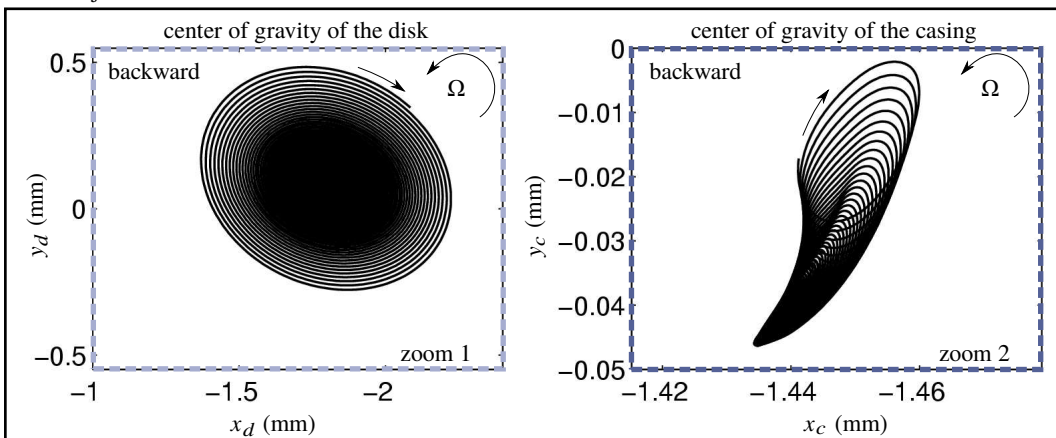 center of gravity of the disk
backward
Ω
0.5
0
−0.5
y_d (mm)
zoom 1
−1
−1.5
−2
x_d (mm)
center of gravity of the casing
backward
Ω
0
−0.01
−0.02
−0.03
−0.04
−0.05
y_c (mm)
zoom 2
−1.42
−1.44
−1.46
x_c (mm)